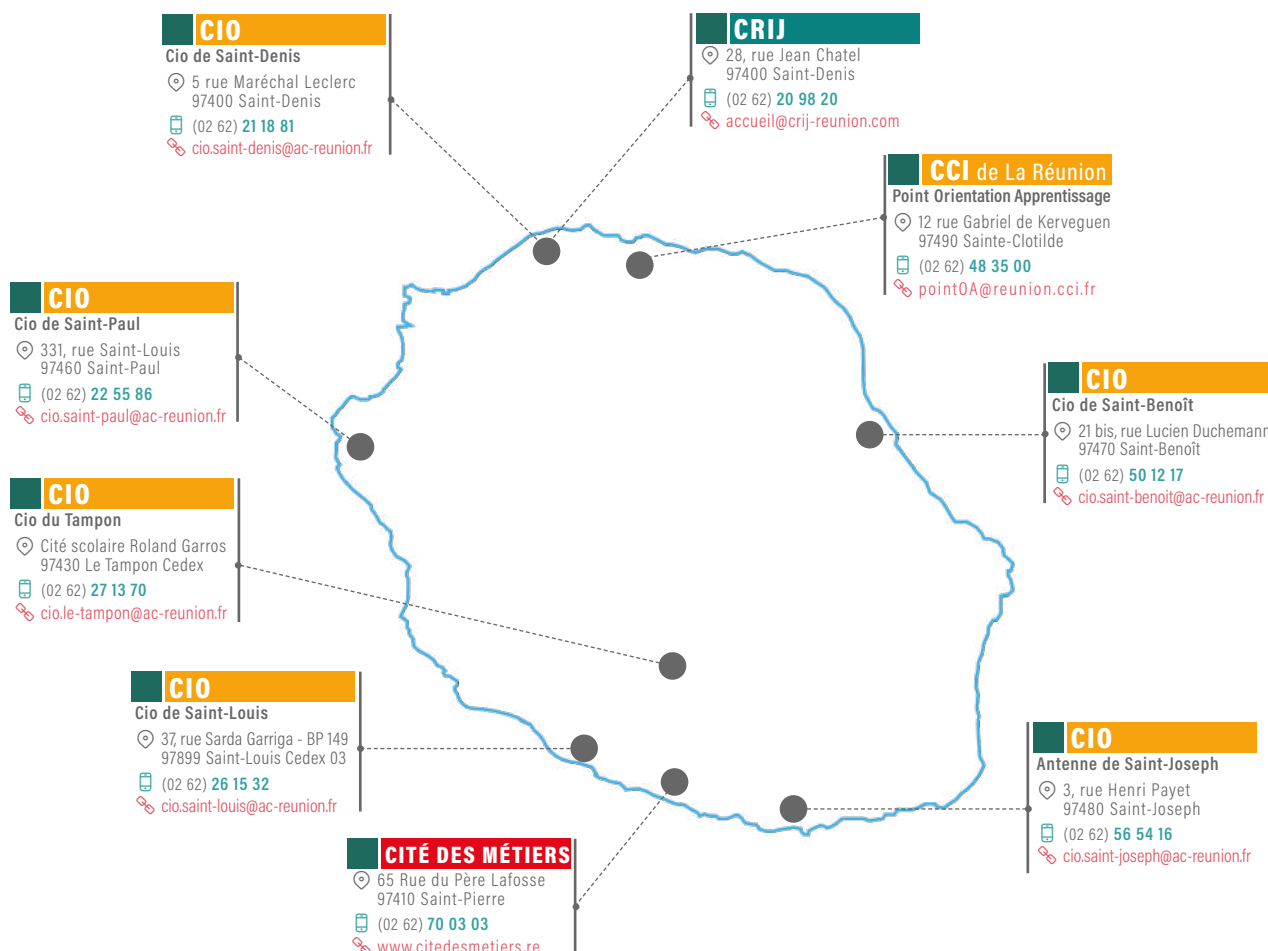 CIO
Cio de Saint-Denis
5 rue Maréchal Leclerc
97400 Saint-Denis
(02 62) 21 18 81
cio.saint-denis@ac-reunion.fr
CRIJ
28, rue Jean Chatel
97400 Saint-Denis
(02 62) 20 98 20
accueil@crij-reunion.com
CCI de La Réunion
Point Orientation Apprentissage
12 rue Gabriel de Kerveguen
97490 Sainte-Clotilde
(02 62) 48 35 00
pointOA@reunion.cci.fr
CIO
Cio de Saint-Paul
331, rue Saint-Louis
97460 Saint-Paul
(02 62) 22 55 86
cio.saint-paul@ac-reunion.fr
CIO
Cio de Saint-Benoît
21 bis, rue Lucien Duchemann
97470 Saint-Benoît
(02 62) 50 12 17
cio.saint-benoit@ac-reunion.fr
CIO
Cio du Tampon
Cité scolaire Roland Garros
97430 Le Tampon Cedex
(02 62) 27 13 70
cio.le-tampon@ac-reunion.fr
CIO
Cio de Saint-Louis
37, rue Sarda Garriga - BP 149
97899 Saint-Louis Cedex 03
(02 62) 26 15 32
cio.saint-louis@ac-reunion.fr
CIO
Antenne de Saint-Joseph
3, rue Henri Payet
97480 Saint-Joseph
(02 62) 56 54 16
cio.saint-joseph@ac-reunion.fr
CITÉ DES MÉTIERS
65 Rue du Père Lafosse
97410 Saint-Pierre
(02 62) 70 03 03
www.citedesmetiers.re